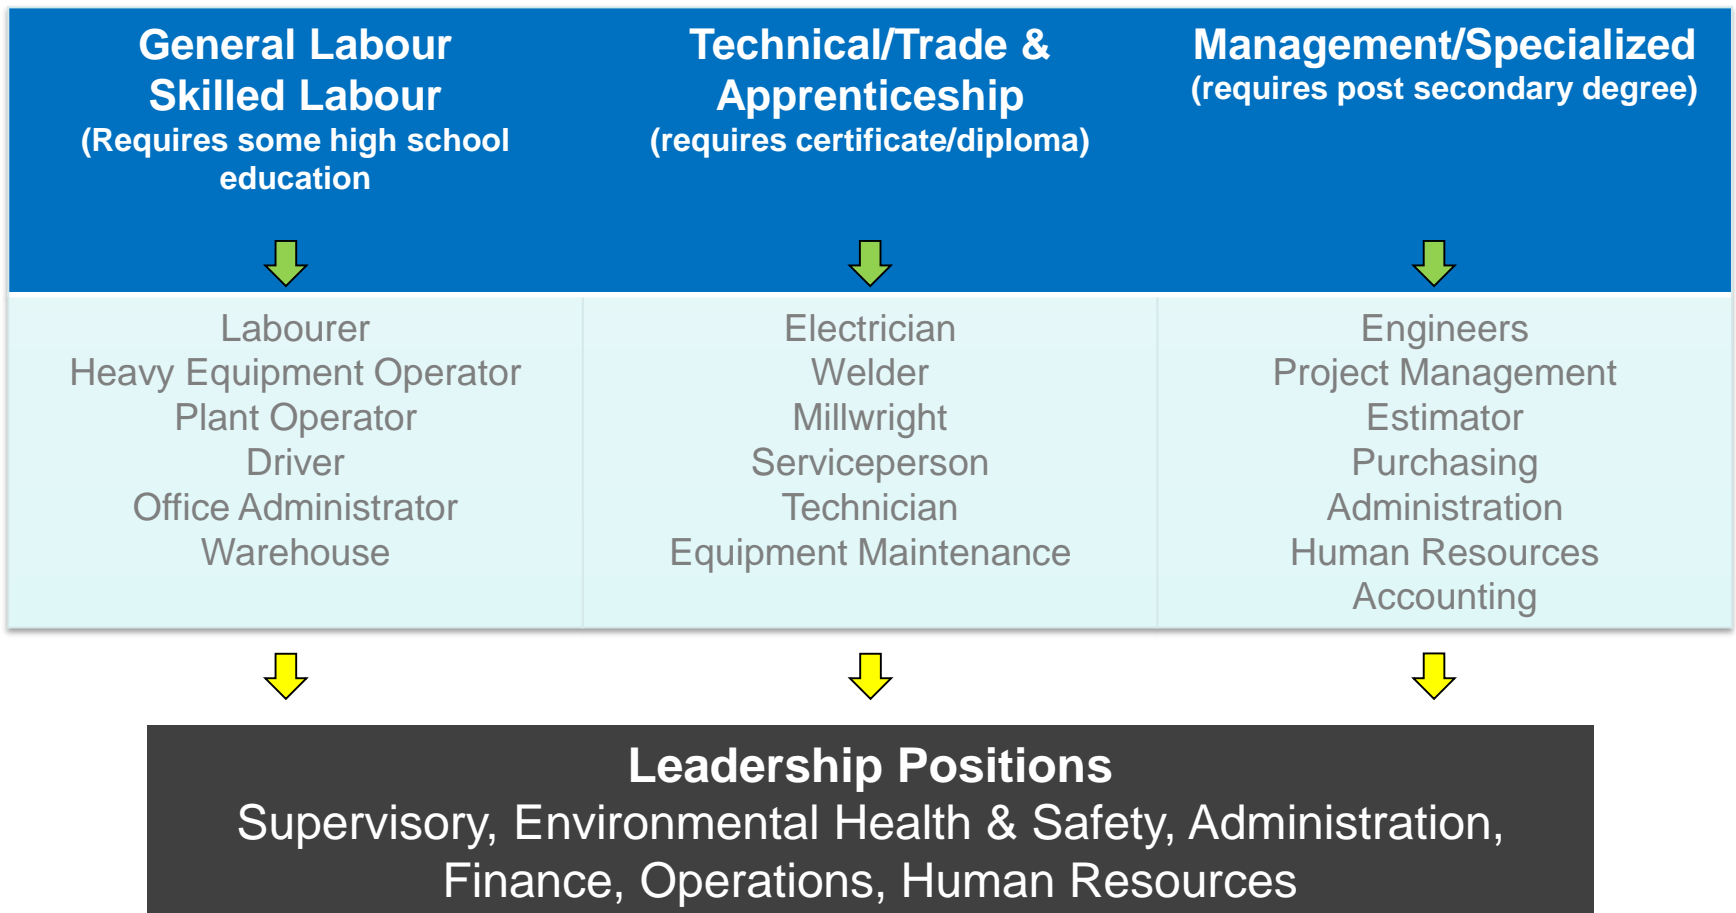 General Labour
Skilled Labour
(Requires some high school
education
Technical/Trade &
Apprenticeship
(requires certificate/diploma)
Management/Specialized
(requires post secondary degree)
Labourer
Heavy Equipment Operator
Plant Operator
Driver
Office Administrator
Warehouse
Electrician
Welder
Millwright
Serviceperson
Technician
Equipment Maintenance
Engineers
Project Management
Estimator
Purchasing
Administration
Human Resources
Accounting
Leadership Positions
Supervisory, Environmental Health & Safety, Administration,
Finance, Operations, Human Resources